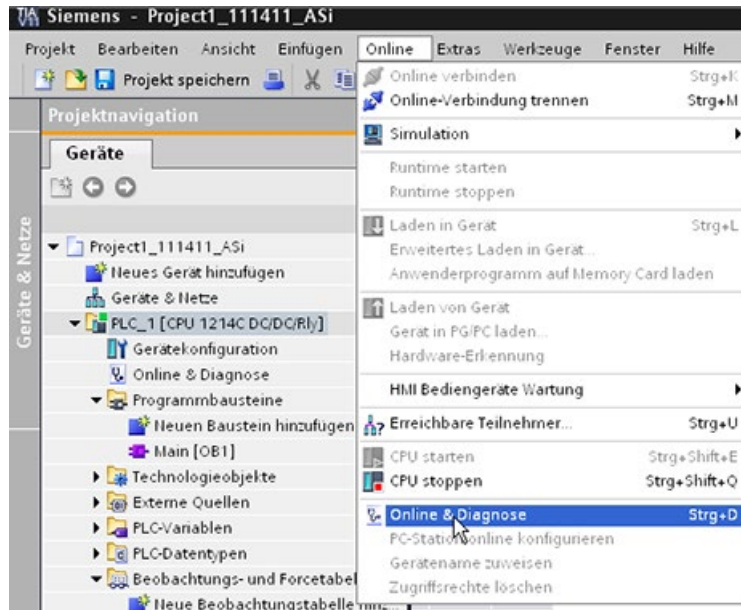 Siemens - Project1_111411_ASi
Projekt Bearbeiten Ansicht Einfügen Online Extras Werkzeuge Fenster Hilfe
Projekt speichern
Projektnavigation
Geräte
Geräte & Netze
Project1_111411_ASi
Neues Gerät hinzufügen
Geräte & Netze
PLC_1 [CPU 1214C DC/DC/Rly]
Gerätekonfiguration
Online & Diagnose
Programmbausteine
Neuen Baustein hinzufügen
Main [OB1]
Technologieobjekte
Externe Quellen
PLC-Variablen
PLC-Datentypen
Beobachtungs- und Forcetabel
Neue Beobachtungstabelle hinz...
Online verbinden Strg+K
Online-Verbindung trennen Strg+M
Simulation
Runtime starten
Runtime stoppen
Laden in Gerät Strg+L
Erweitertes Laden in Gerät...
Anwenderprogramm auf Memory Card laden
Laden von Gerät
Gerät in PG/PC laden...
Hardware-Erkennung
HMI Bediengeräte Wartung
Erreichbare Teilnehmer... Strg+U
CPU starten Strg+Shift+E
CPU stoppen Strg+Shift+Q
Online & Diagnose Strg+D
PC-Station online konfigurieren
Gerätename zuweisen
Zugriffsrechte löschen